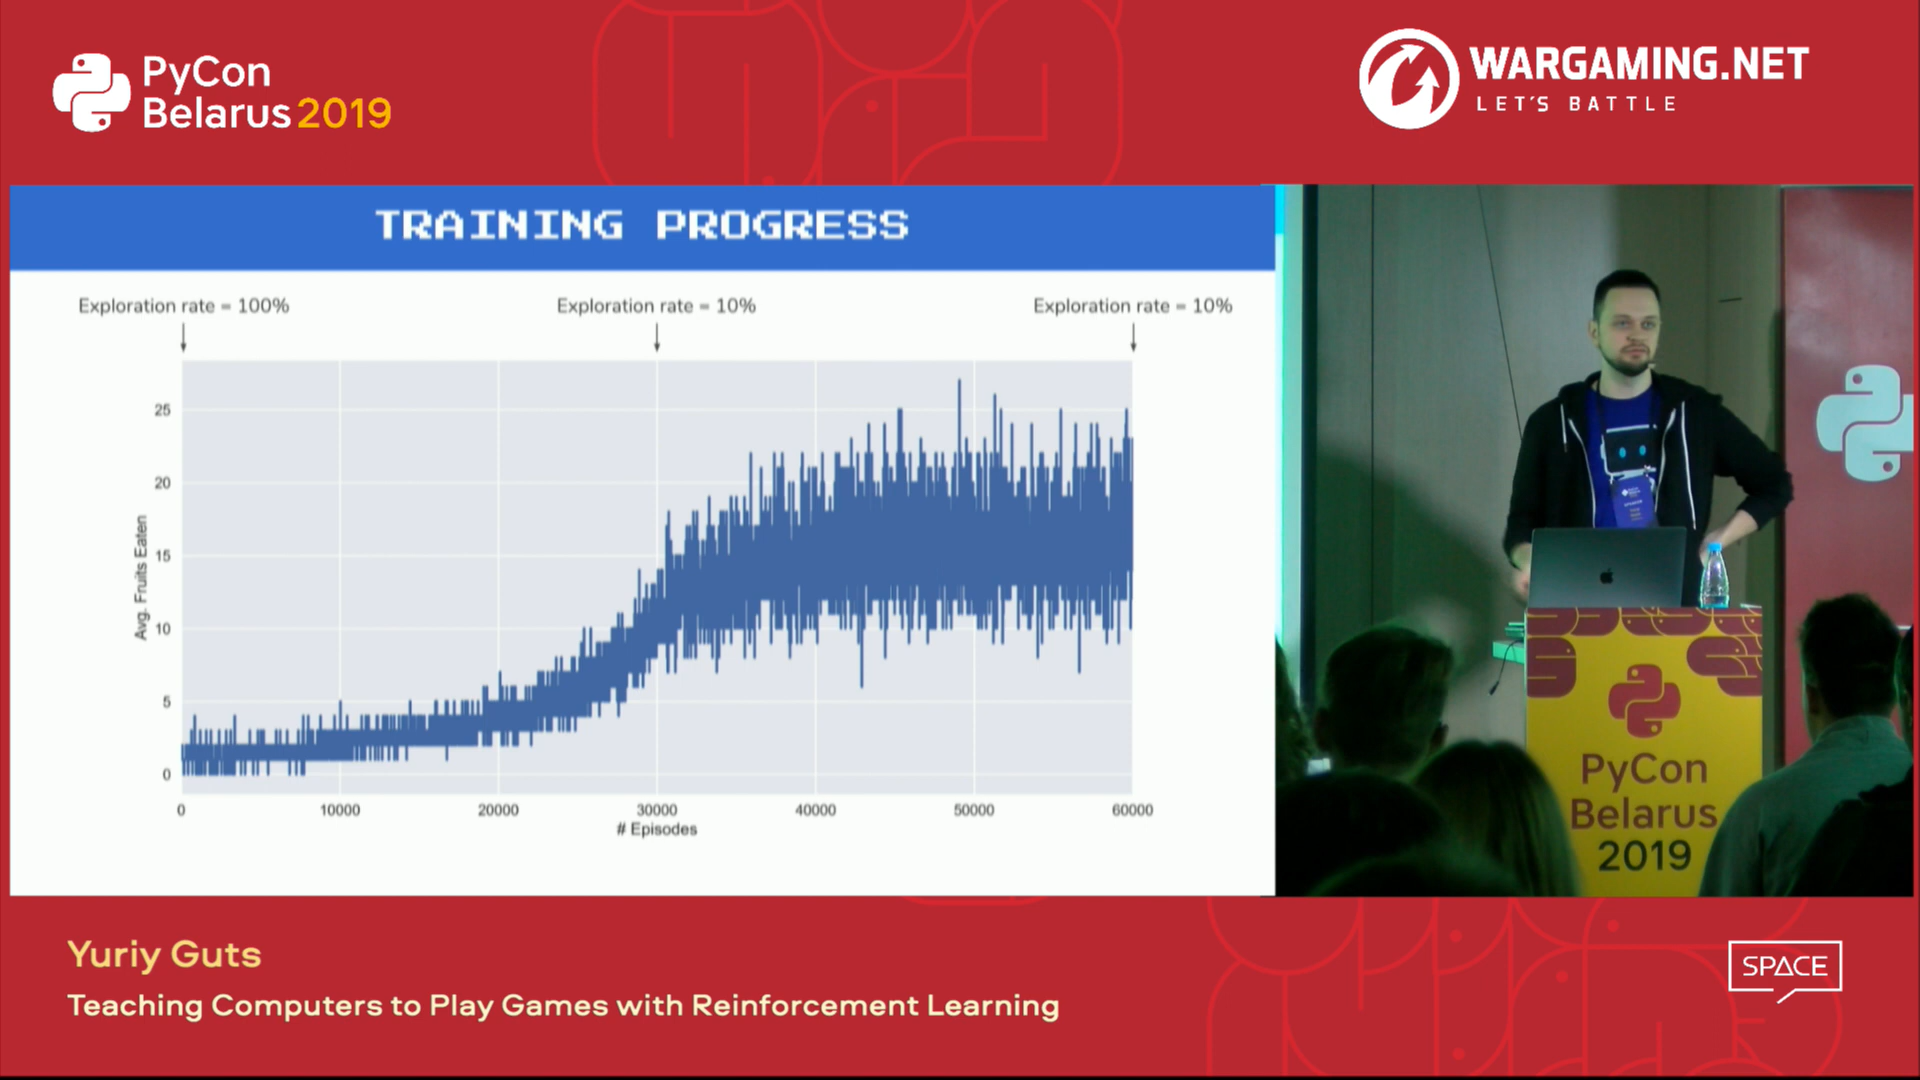 PyCon
Belarus 2019
WARGAMING.NET
LET'S BATTLE
TRAINING PROGRESS
Exploration rate = 100%
Exploration rate = 10%
Exploration rate = 10%
Avg. Fruits Eaten
25
20
15
10
5
0
0
10000
20000
30000
40000
50000
60000
# Episodes
PyCon
Belarus
2019
Yuriy Guts
Teaching Computers to Play Games with Reinforcement Learning
SPACE